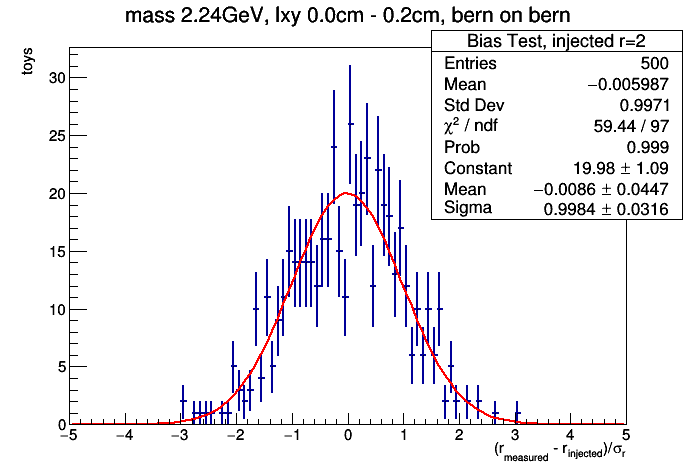 mass 2.24GeV, lxy 0.0cm - 0.2cm, bern on bern
Bias Test, injected r=2
Entries 500
Mean −0.005987
Std Dev 0.9971
χ² / ndf 59.44 / 97
Prob 0.999
Constant 19.98 ± 1.09
Mean −0.0086 ± 0.0447
Sigma 0.9984 ± 0.0316
toys
30
25
20
15
10
5
0
−5 −4 −3 −2 −1 0 1 2 3 4 5
(r_measured - r_injected)/σ_r